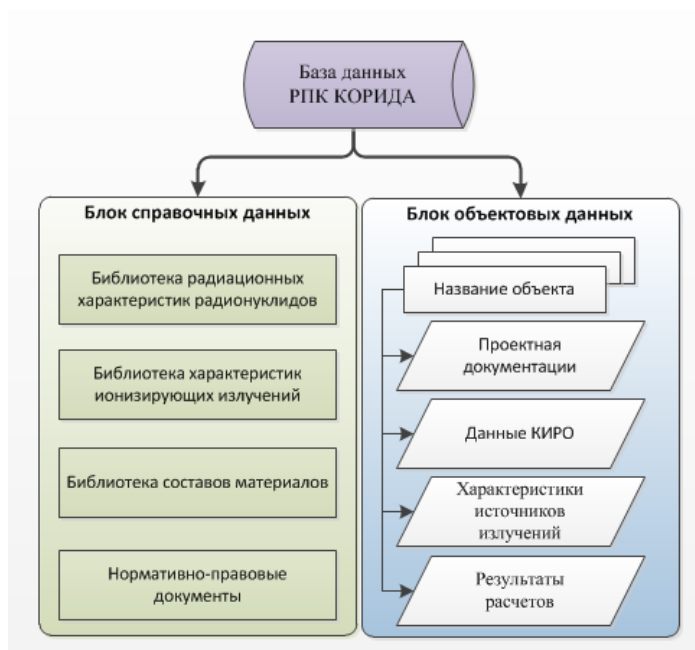 База данных
РПК КОРИДА
Блок справочных данных
Библиотека радиационных
характеристик радионуклидов
Библиотека характеристик
ионизирующих излучений
Библиотека составов материалов
Нормативно-правовые
документы
Блок объектовых данных
Название объекта
Проектная
документации
Данные КИРО
Характеристики
источников
излучений
Результаты
расчетов